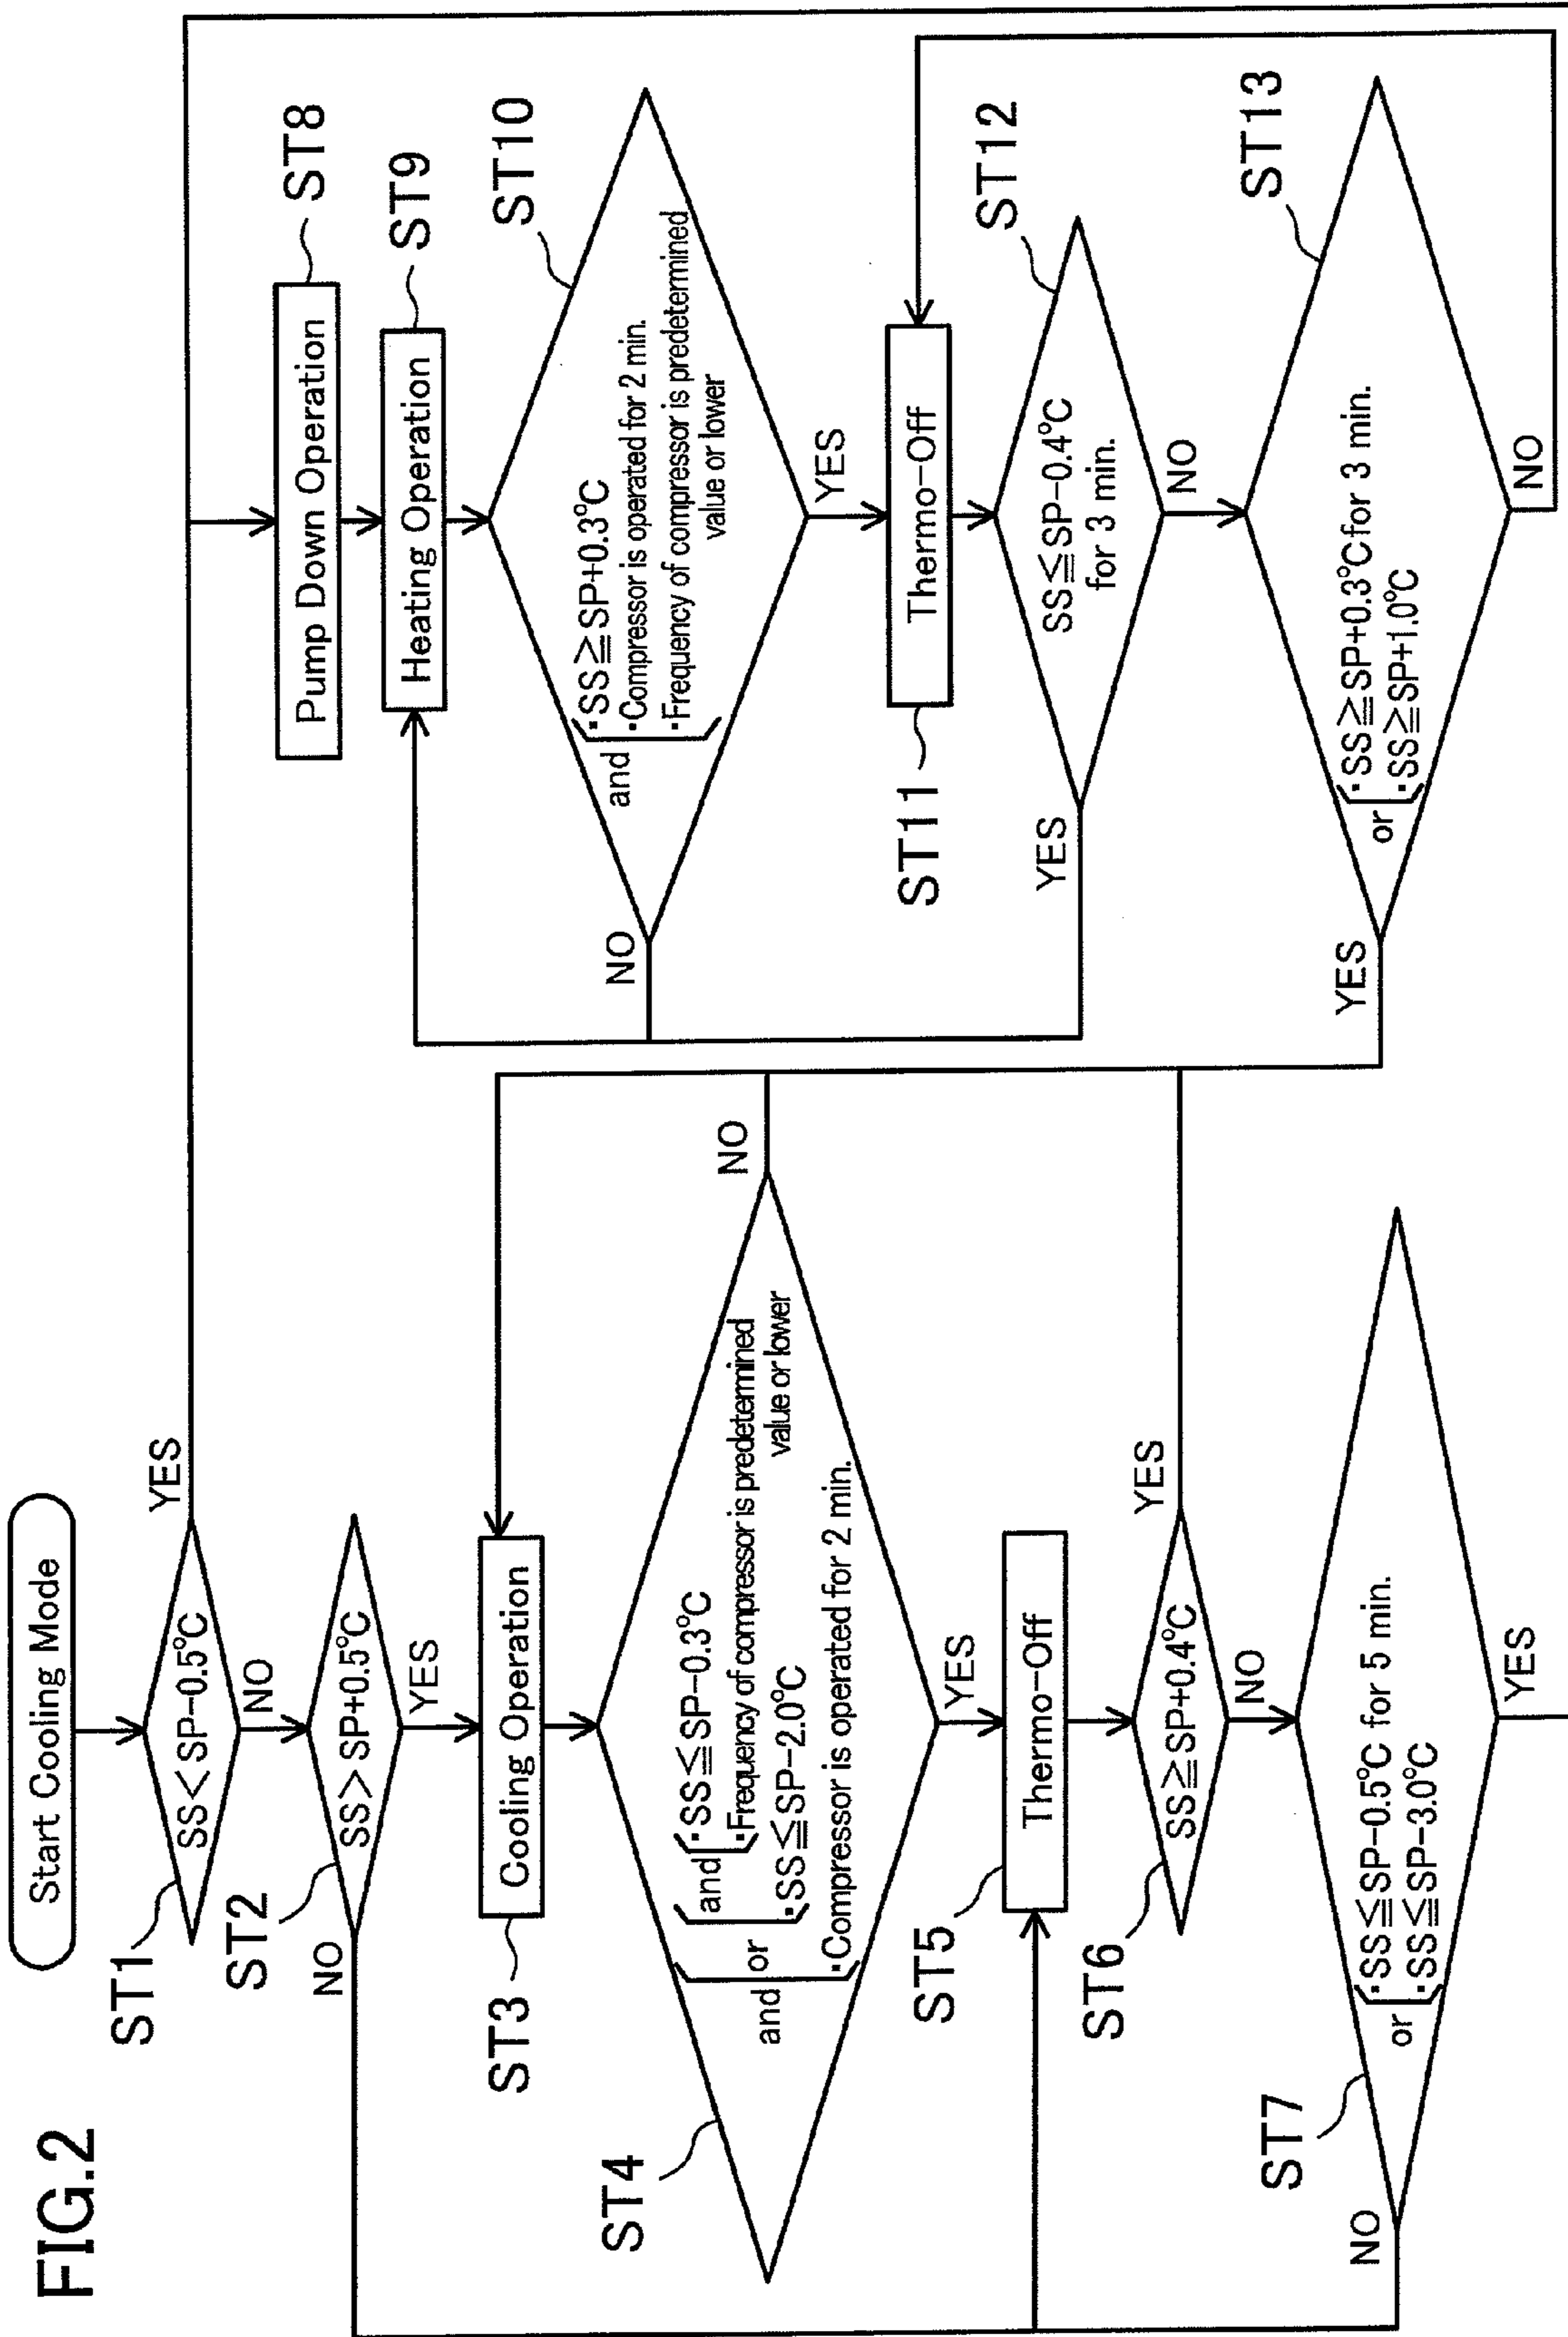 FIG.2
Start Cooling Mode
ST1
SS<SP−0.5°C
YES
NO
ST2
SS>SP+0.5°C
NO
YES
ST3
Cooling Operation
ST4
and
or
and
·SS≦SP−0.3°C
·Frequency of compressor is predetermined
value or lower
·SS≦SP−2.0°C
·Compressor is operated for 2 min.
NO
YES
ST5
Thermo-Off
ST6
SS≧SP+0.4°C
YES
NO
ST7
or
·SS≦SP−0.5°C for 5 min.
·SS≦SP−3.0°C
NO
YES
Pump Down Operation
ST8
Heating Operation
ST9
ST10
and
·SS≧SP+0.3°C
·Compressor is operated for 2 min.
·Frequency of compressor is predetermined
value or lower
NO
YES
ST11
Thermo-Off
ST12
SS≦SP−0.4°C
for 3 min.
YES
NO
ST13
or
·SS≧SP+0.3°C for 3 min.
·SS≧SP+1.0°C
YES
NO